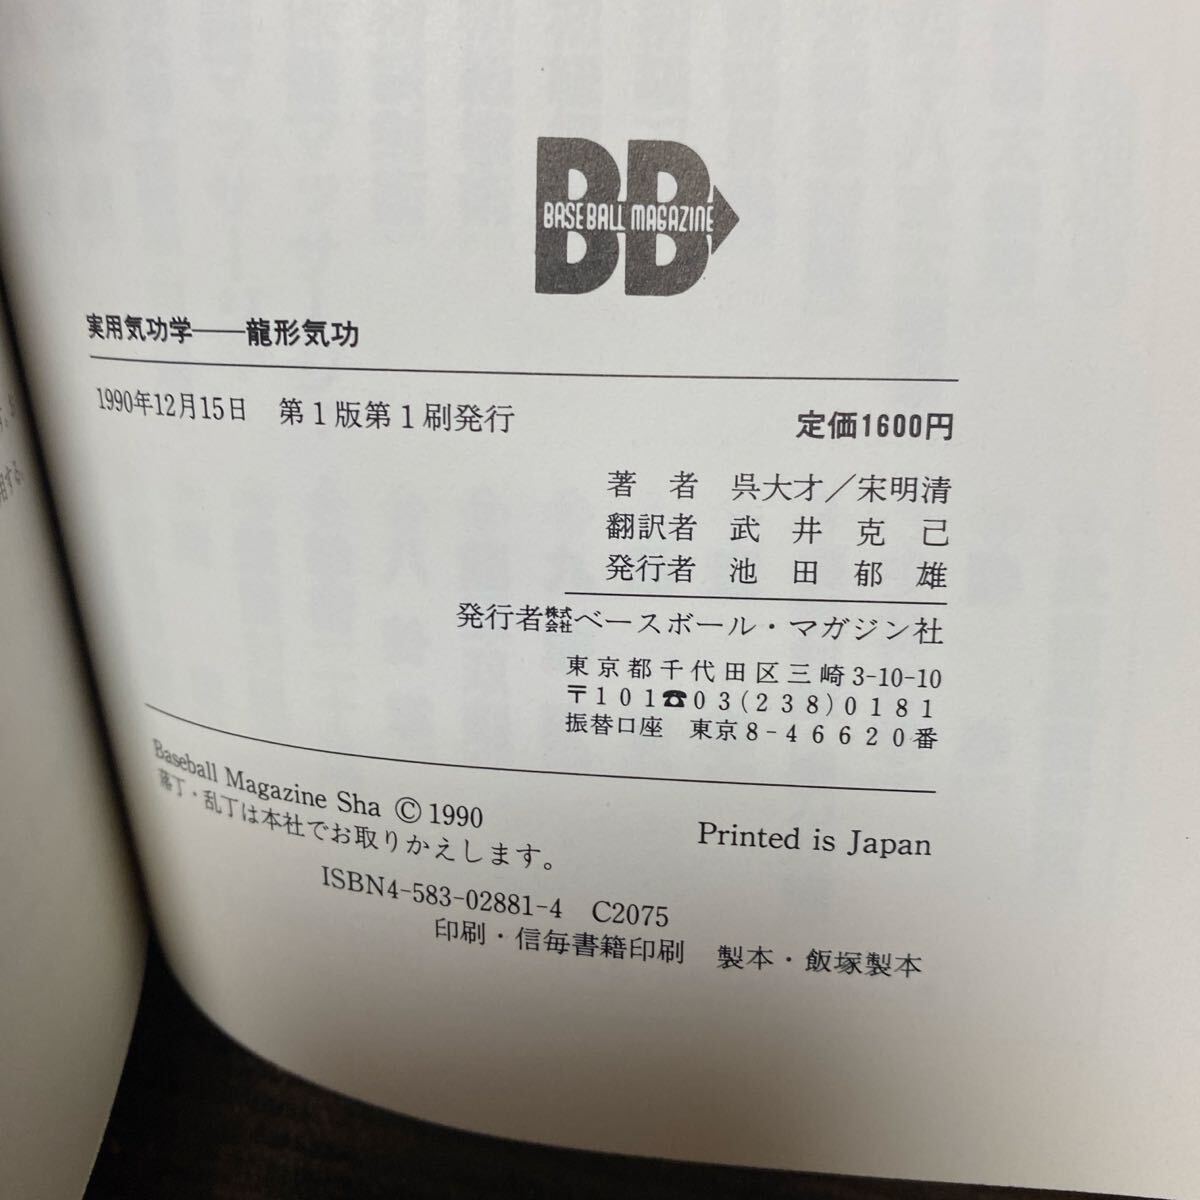 BASEBALL MAGAZINE
実用気功学——龍形気功
1990年12月15日 第1版第1刷発行 定価1600円
著者 呉大才／宋明清
翻訳者 武井克己
発行者 池田郁雄
発行者 株式会社 ベースボール・マガジン社
東京都千代田区三崎3-10-10
〒101☎03(238)0181
振替口座 東京8-46620番
Baseball Magazine Sha © 1990 Printed is Japan
落丁・乱丁は本社でお取りかえします。
ISBN4-583-02881-4 C2075
印刷・信毎書籍印刷 製本・飯塚製本